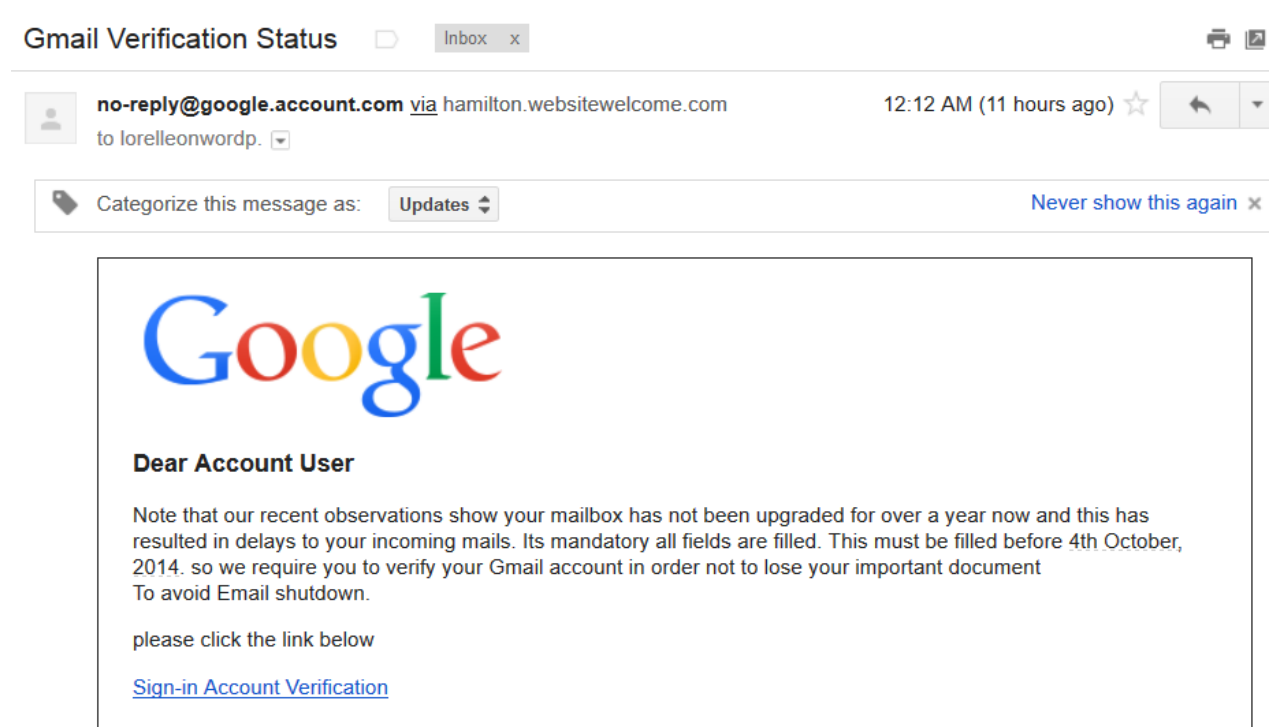 Gmail Verification Status Inbox x
no-reply@google.account.com via hamilton.websitewelcome.com 12:12 AM (11 hours ago)
to lorelleonwordp.
Categorize this message as: Updates Never show this again ×
Google
Dear Account User
Note that our recent observations show your mailbox has not been upgraded for over a year now and this has
resulted in delays to your incoming mails. Its mandatory all fields are filled. This must be filled before 4th October,
2014. so we require you to verify your Gmail account in order not to lose your important document
To avoid Email shutdown.
please click the link below
Sign-in Account Verification